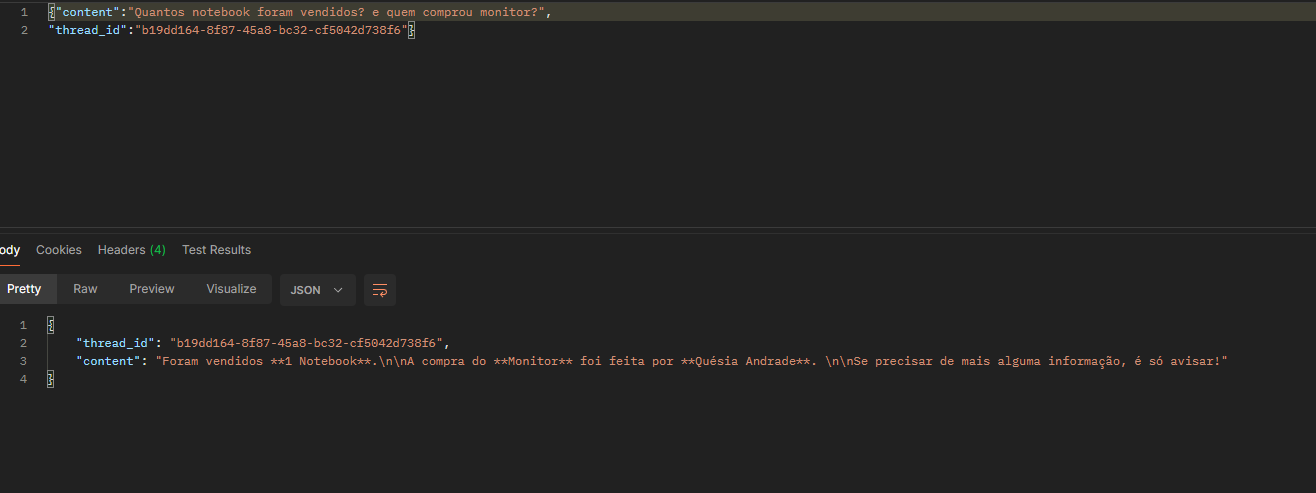 1 {"content":"Quantos notebook foram vendidos? e quem comprou monitor?",
2 "thread_id":"b19dd164-8f87-45a8-bc32-cf5042d738f6"}
ody Cookies Headers (4) Test Results
Pretty Raw Preview Visualize JSON
1 {
2 "thread_id": "b19dd164-8f87-45a8-bc32-cf5042d738f6",
3 "content": "Foram vendidos **1 Notebook**.\n\nA compra do **Monitor** foi feita por **Quésia Andrade**. \n\nSe precisar de mais alguma informação, é só avisar!"
4 }